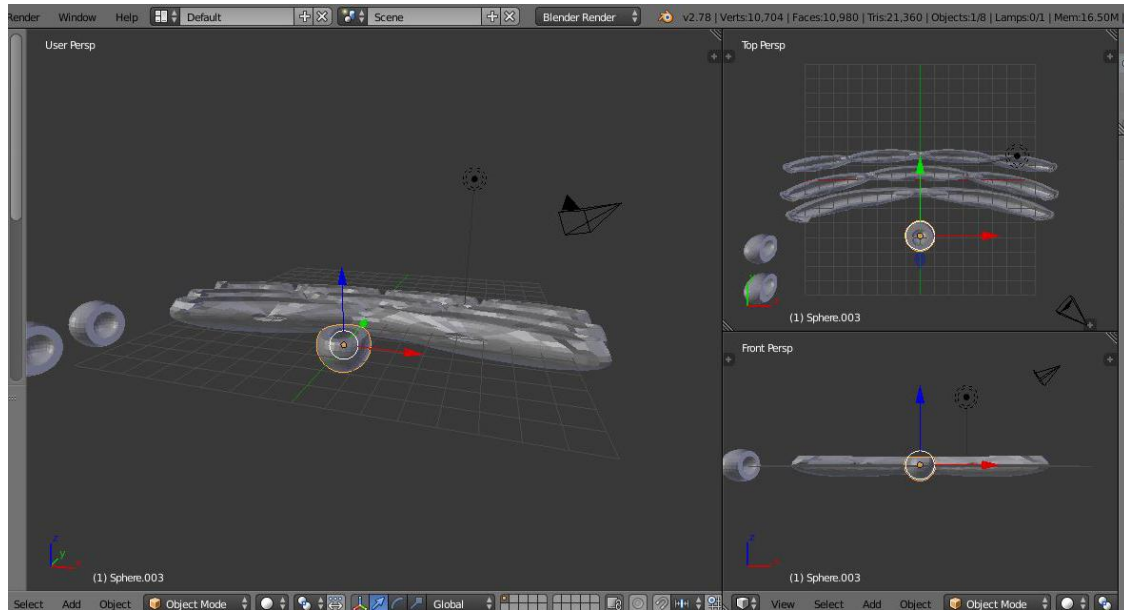 Render Window Help Default Scene Blender Render v2.78 | Verts:10,704 | Faces:10,980 | Tris:21,360 | Objects:1/8 | Lamps:0/1 | Mem:16.50M |
User Persp
(1) Sphere.003
Top Persp
(1) Sphere.003
Front Persp
(1) Sphere.003
Select Add Object Object Mode Global View Select Add Object Object Mode